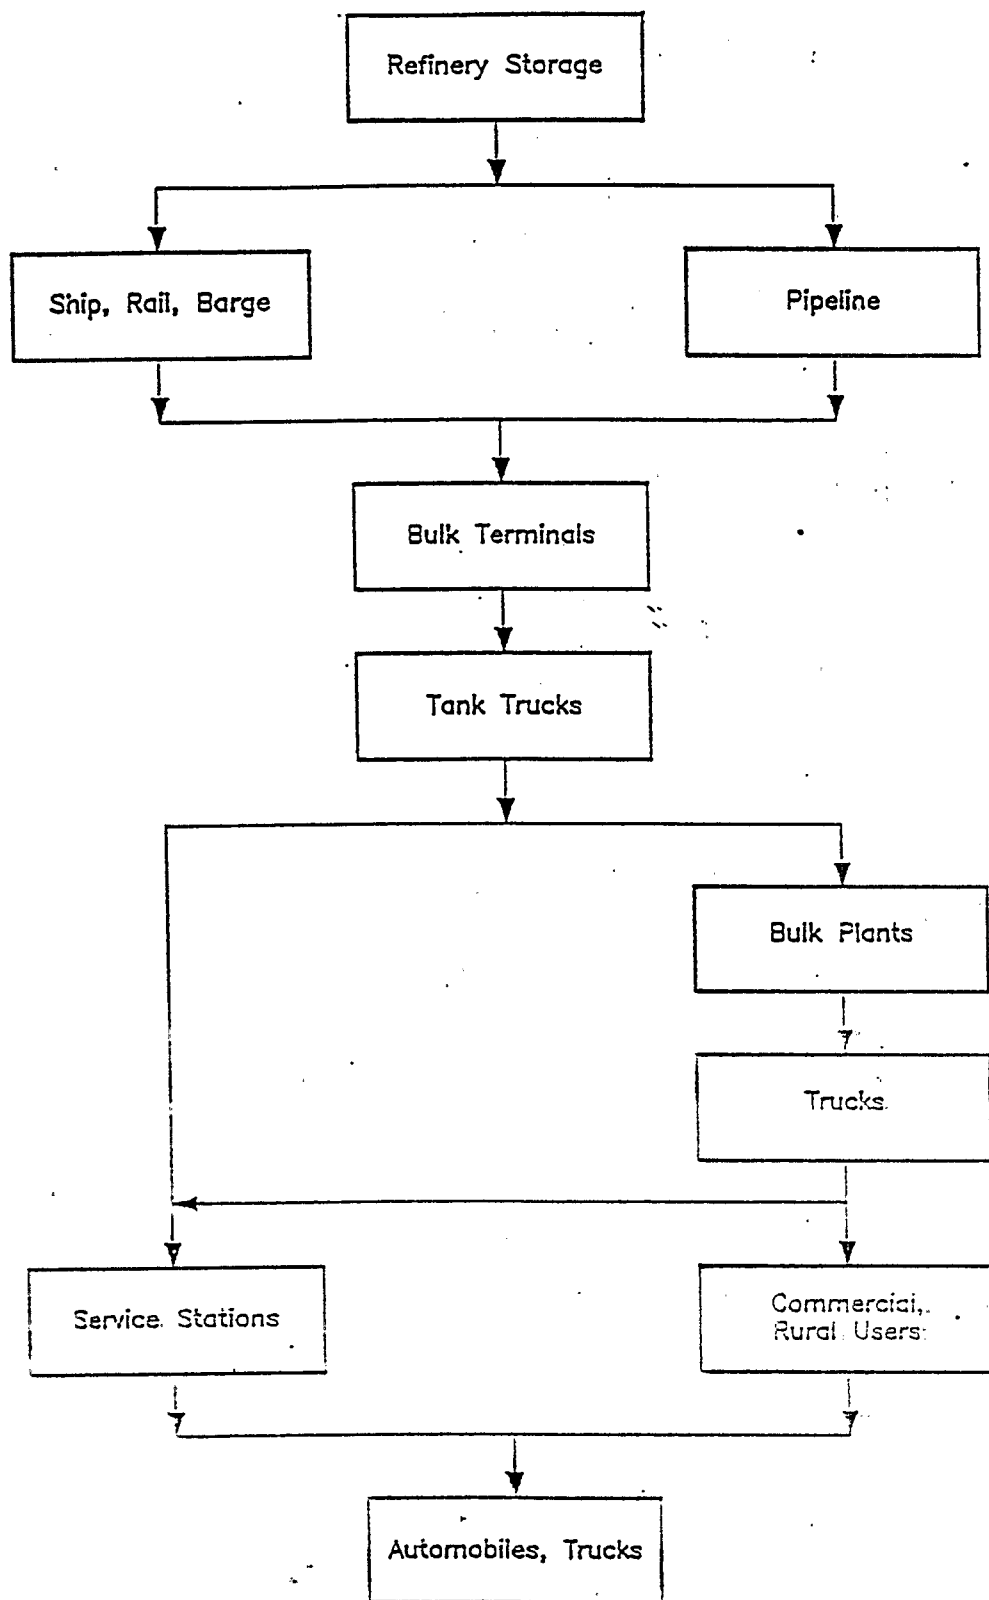 Refinery Storage
Ship, Rail, Barge
Pipeline
Bulk Terminals
Tank Trucks
Bulk Plants
Trucks
Service Stations
Commercial,
Rural Users
Automobiles, Trucks